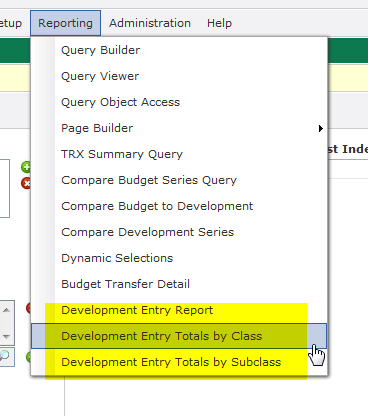 etup Reporting Administration Help
Query Builder
Query Viewer
Query Object Access
Page Builder
st Inde
TRX Summary Query
Compare Budget Series Query
Compare Budget to Development
Compare Development Series
Dynamic Selections
Budget Transfer Detail
Development Entry Report
Development Entry Totals by Class
Development Entry Totals by Subclass